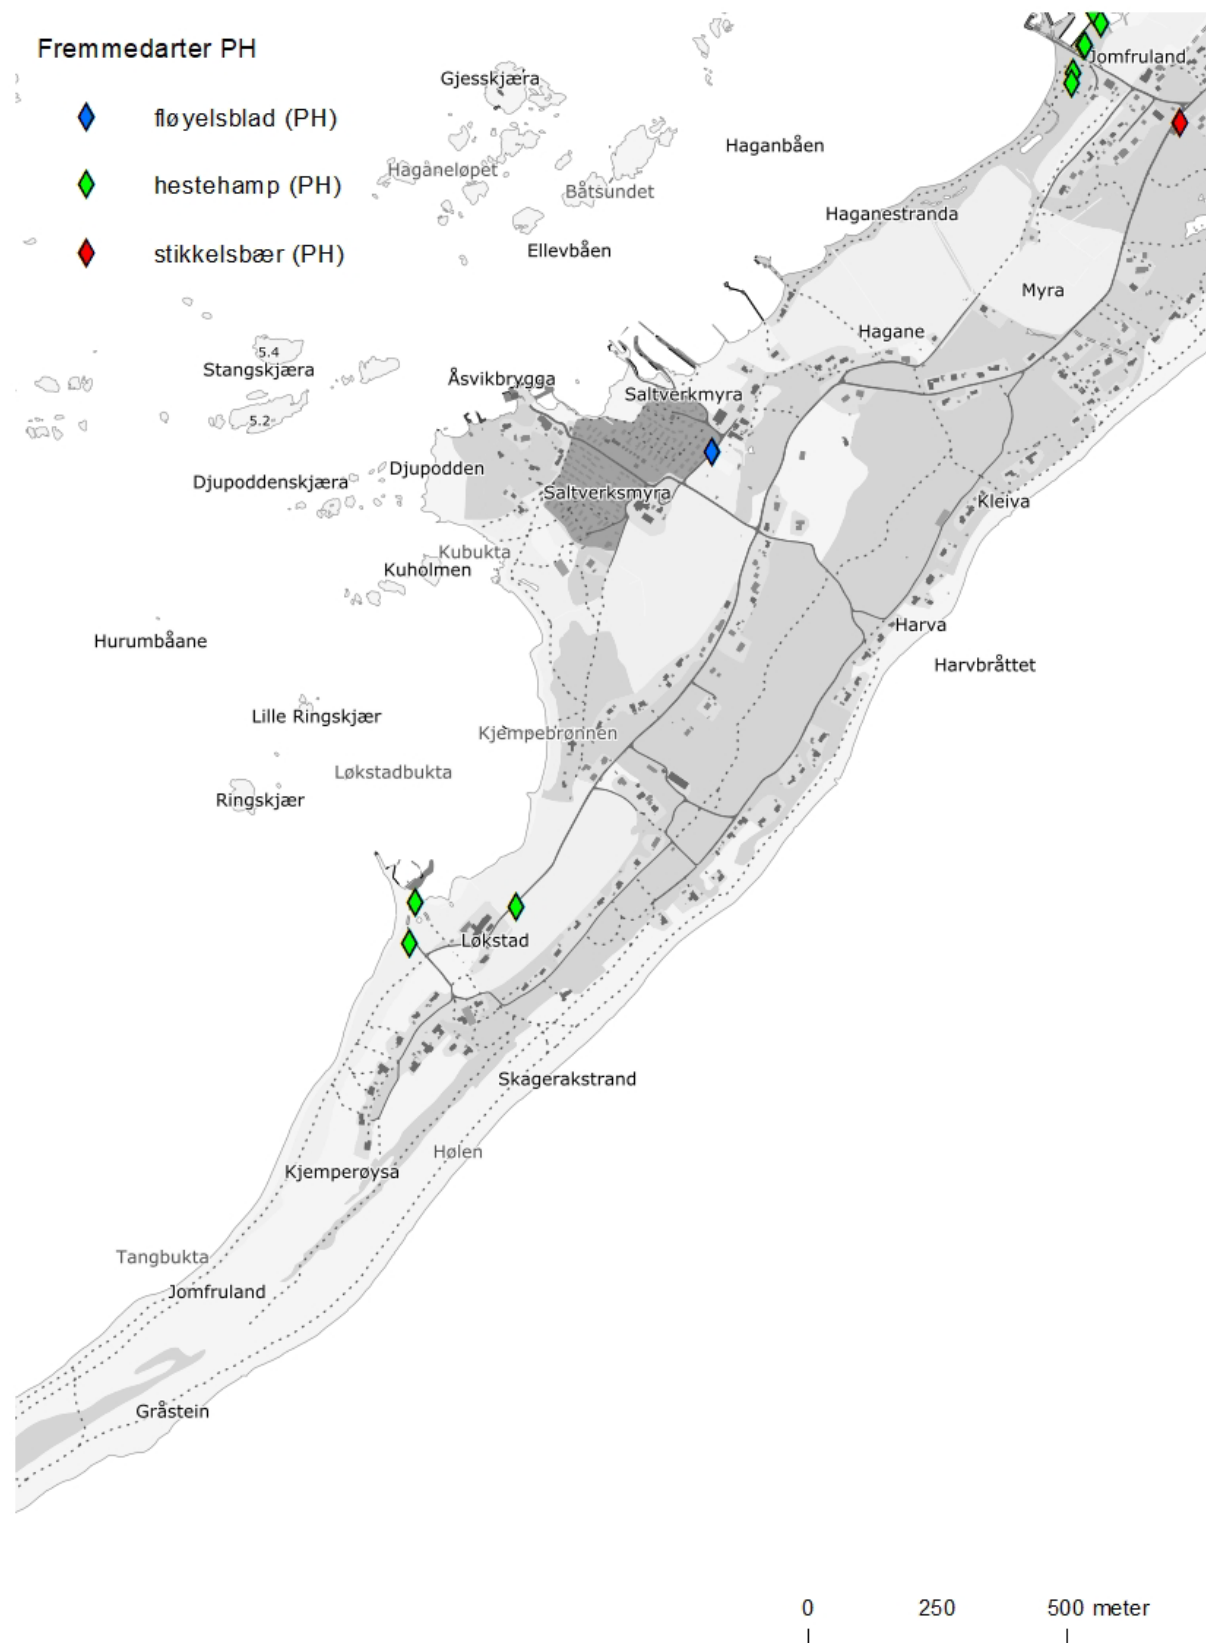 Fremmedarter PH
fløyelsblad (PH)
hestehamp (PH)
stikkelsbær (PH)
Jomfruland
Gjesskjæra
Haganbåen
Haganeløpet
Båtsundet
Haganestranda
Ellevbåen
Myra
Hagane
5.4
Stangskjæra
Åsvikbrygga
Saltverkmyra
5.2
Djupodden
Djupoddenskjæra
Saltverksmyra
Kleiva
Kubukta
Kuholmen
Harva
Hurumbåane
Harvbråttet
Lille Ringskjær
Kjempebrønnen
Løkstadbukta
Ringskjær
Løkstad
Skagerakstrand
Hølen
Kjemperøysa
Tangbukta
Jomfruland
Gråstein
0 250 500 meter